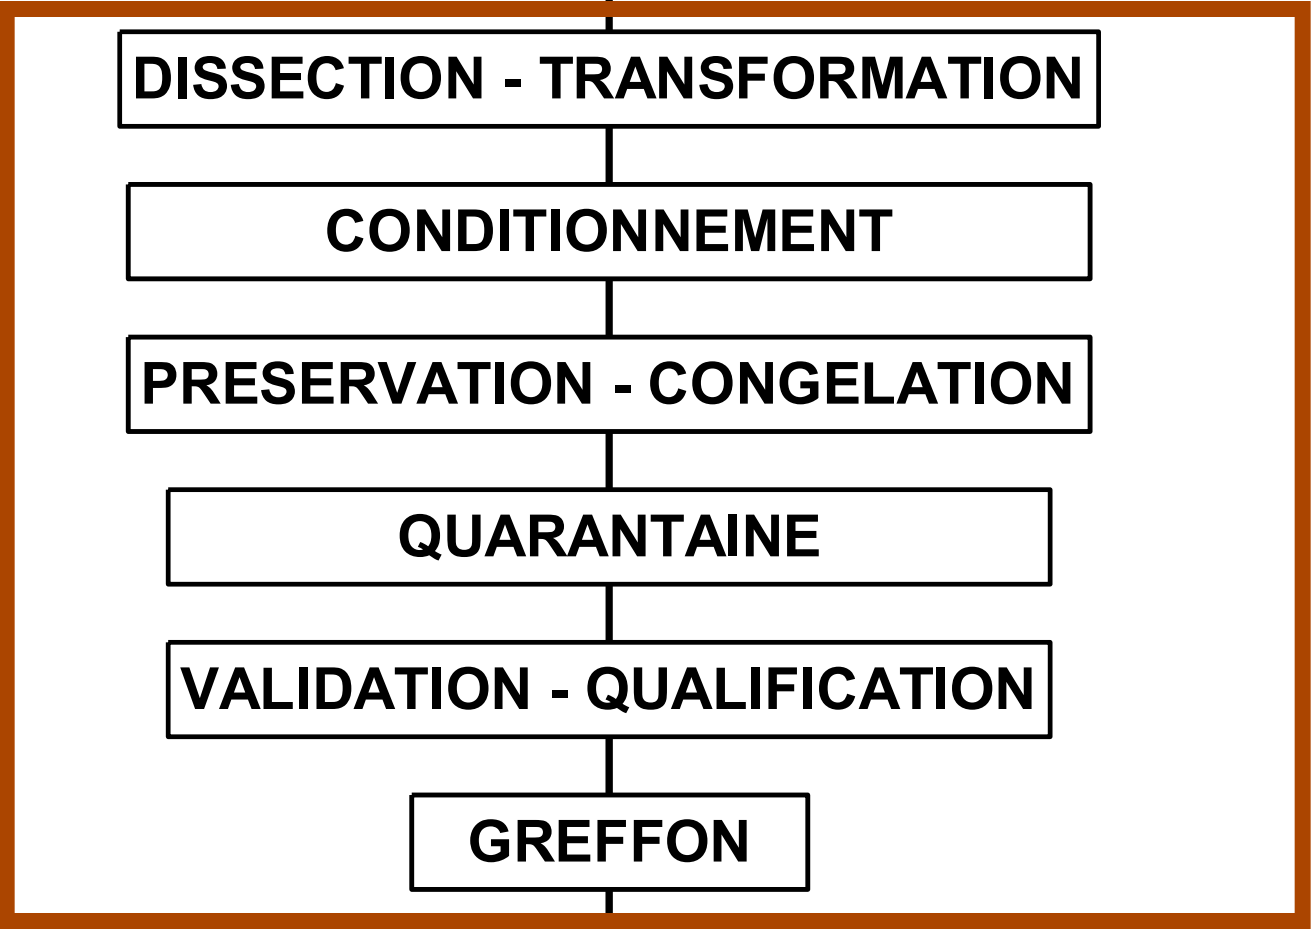 DISSECTION - TRANSFORMATION
CONDITIONNEMENT
PRESERVATION - CONGELATION
QUARANTAINE
VALIDATION - QUALIFICATION
GREFFON